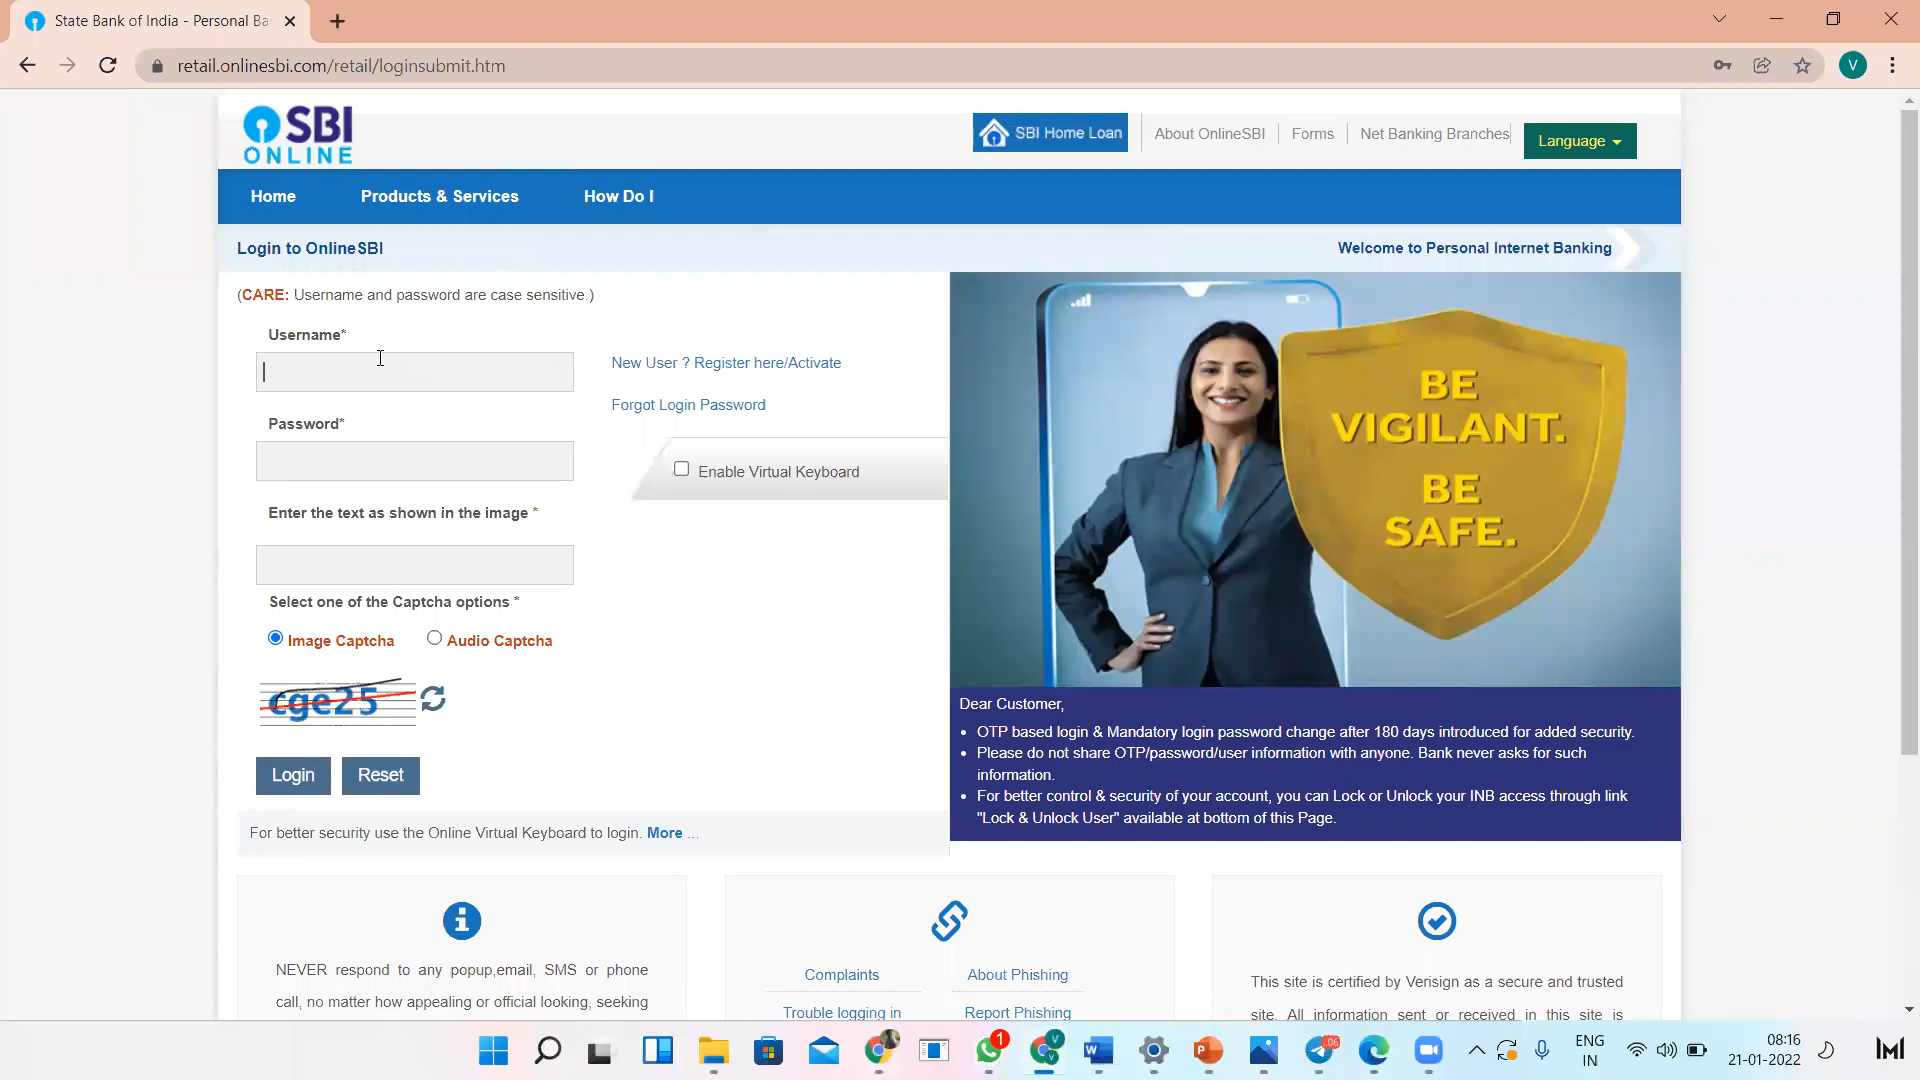 State Bank of India - Personal Ba
retail.onlinesbi.com/retail/loginsubmit.htm
V
SBI
ONLINE
SBI Home Loan
About OnlineSBI
Forms
Net Banking Branches
Language
Home
Products & Services
How Do I
Login to OnlineSBI
Welcome to Personal Internet Banking
(CARE: Username and password are case sensitive.)
Username*
New User ? Register here/Activate
Forgot Login Password
Password*
Enable Virtual Keyboard
Enter the text as shown in the image *
Select one of the Captcha options *
Image Captcha
Audio Captcha
cge25
Login
Reset
For better security use the Online Virtual Keyboard to login. More ...
BE
VIGILANT.
BE
SAFE.
Dear Customer,
• OTP based login & Mandatory login password change after 180 days introduced for added security.
• Please do not share OTP/password/user information with anyone. Bank never asks for such
information.
• For better control & security of your account, you can Lock or Unlock your INB access through link
"Lock & Unlock User" available at bottom of this Page.
NEVER respond to any popup,email, SMS or phone
call, no matter how appealing or official looking, seeking
Complaints
About Phishing
Trouble logging in
Report Phishing
This site is certified by Verisign as a secure and trusted
site. All information sent or received in this site is
1
V
W
P
.06
ENG
IN
08:16
21-01-2022